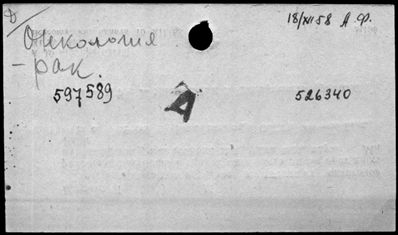 18/XII 58 А.Ф.
Онкология
- рак.
597589
526340
А